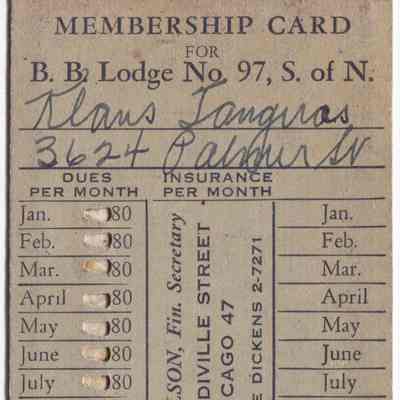 MEMBERSHIP CARD
FOR
B. B. Lodge No. 97, S. of N.
Klaus
3624 Palmer St
DUES PER MONTH
INSURANCE PER MONTH
Jan. 80
Feb. 80
Mar. 80
April 80
May 80
June 80
July 80
LSON, Fin. Secretary
DIVILLE STREET
CAGO 47
E DICKENS 2-7271
Jan.
Feb.
Mar.
April
May
June
July